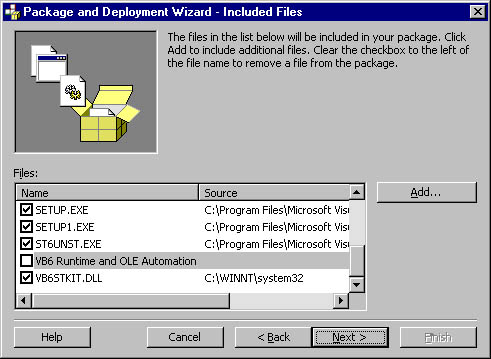 Package and Deployment Wizard - Included Files
The files in the list below will be included in your package. Click
Add to include additional files. Clear the checkbox to the left of
the file name to remove a file from the package.
Files:
Name Source
SETUP.EXE C:\Program Files\Microsoft Visu
SETUP1.EXE C:\Program Files\Microsoft Visu
ST6UNST.EXE C:\Program Files\Microsoft Visu
VB6 Runtime and OLE Automation
VB6STKIT.DLL C:\WINNT\system32
Add...
Help Cancel < Back Next > Finish